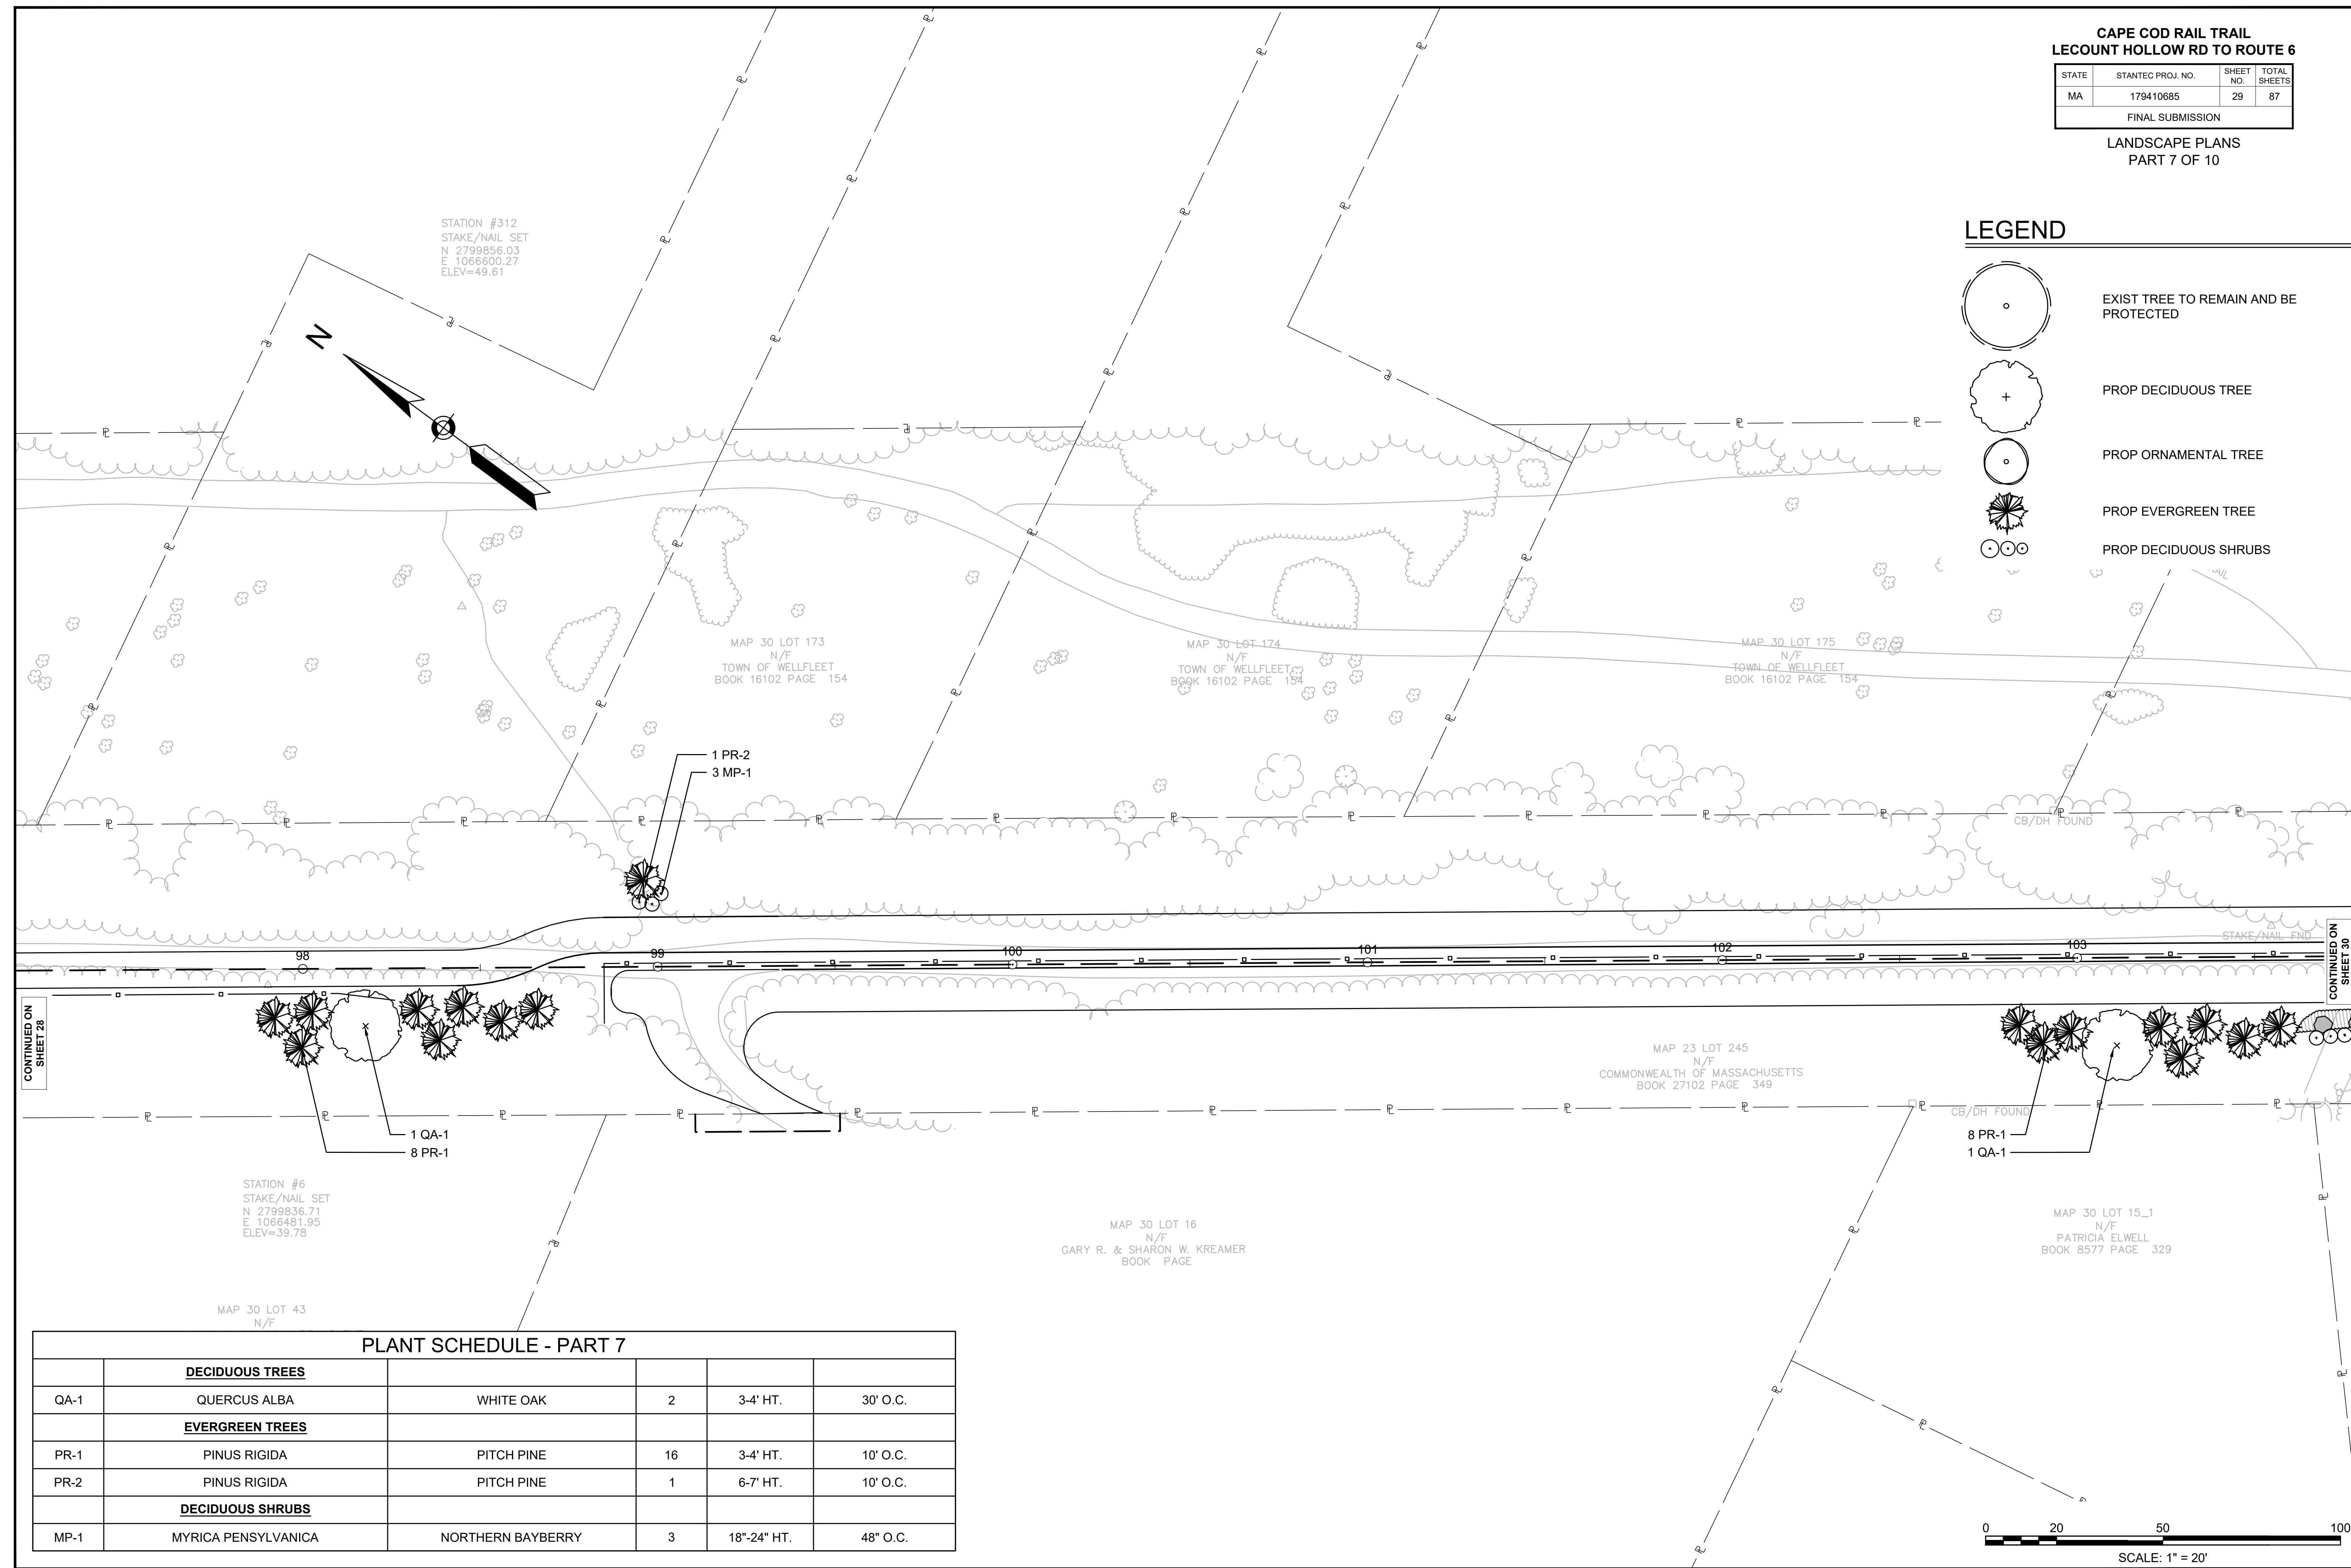 CAPE COD RAIL TRAIL
LECOUNT HOLLOW RD TO ROUTE 6
STATE STANTEC PROJ. NO. SHEET NO. TOTAL SHEETS
MA 179410685 29 87
FINAL SUBMISSION
LANDSCAPE PLANS
PART 7 OF 10
LEGEND
EXIST TREE TO REMAIN AND BE
PROTECTED
PROP DECIDUOUS TREE
PROP ORNAMENTAL TREE
PROP EVERGREEN TREE
PROP DECIDUOUS SHRUBS
STATION #312
STAKE/NAIL SET
N 2799856.03
E 1066600.27
ELEV=49.61
N
MAP 30 LOT 173
N/F
TOWN OF WELLFLEET
BOOK 16102 PAGE 154
MAP 30 LOT 174
N/F
TOWN OF WELLFLEET
BOOK 16102 PAGE 154
MAP 30 LOT 175
N/F
TOWN OF WELLFLEET
BOOK 16102 PAGE 154
1 PR-2
3 MP-1
CB/DH FOUND
STAKE/NAIL FND
98 99 100 101 102 103
CONTINUED ON
SHEET 28
CONTINUED ON
SHEET 30
MAP 23 LOT 245
N/F
COMMONWEALTH OF MASSACHUSETTS
BOOK 27102 PAGE 349
CB/DH FOUND
1 QA-1
8 PR-1
8 PR-1
1 QA-1
STATION #6
STAKE/NAIL SET
N 2799836.71
E 1066481.95
ELEV=39.78
MAP 30 LOT 16
N/F
GARY R. & SHARON W. KREAMER
BOOK PAGE
MAP 30 LOT 15_1
N/F
PATRICIA ELWELL
BOOK 8577 PAGE 329
MAP 30 LOT 43
N/F
PLANT SCHEDULE - PART 7
DECIDUOUS TREES
QA-1 QUERCUS ALBA WHITE OAK 2 3-4' HT. 30' O.C.
EVERGREEN TREES
PR-1 PINUS RIGIDA PITCH PINE 16 3-4' HT. 10' O.C.
PR-2 PINUS RIGIDA PITCH PINE 1 6-7' HT. 10' O.C.
DECIDUOUS SHRUBS
MP-1 MYRICA PENSYLVANICA NORTHERN BAYBERRY 3 18"-24" HT. 48" O.C.
0 20 50 100
SCALE: 1" = 20'